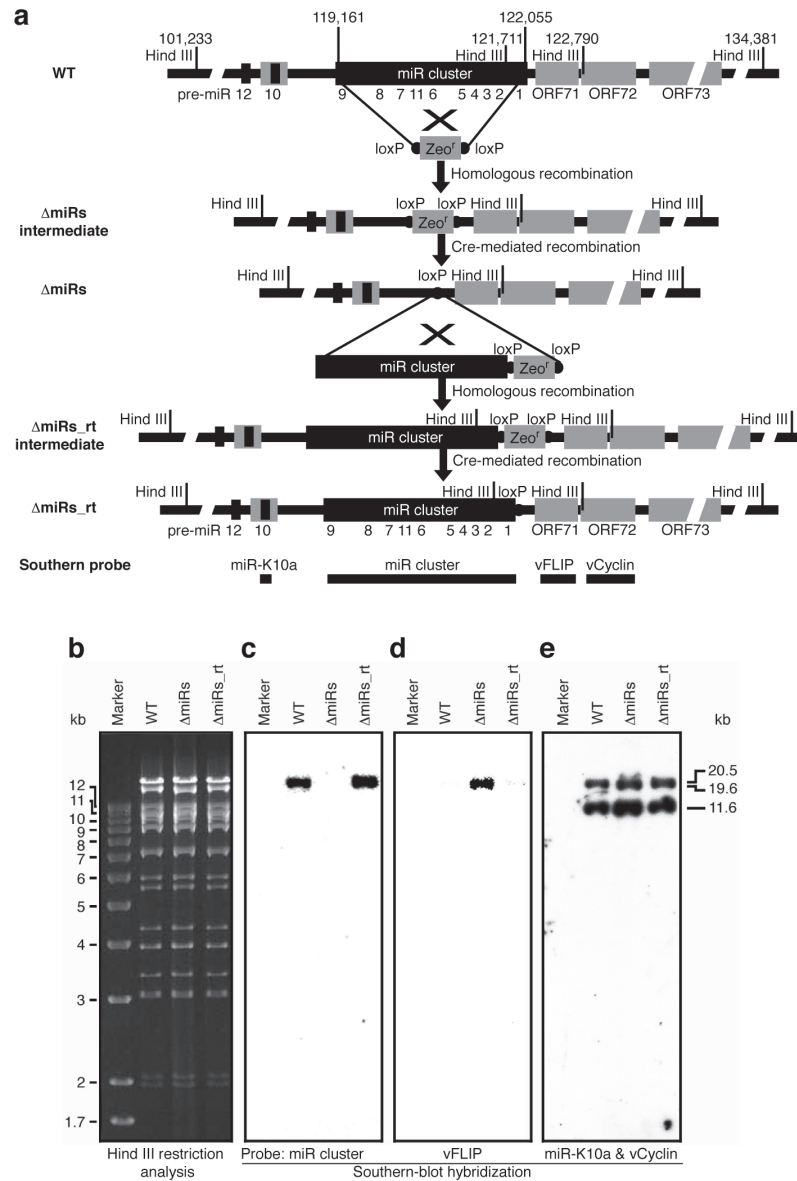 a
119,161 122,055
101,233 121,711 122,790 134,381
Hind III Hind III Hind III Hind III
WT miR cluster
pre-miR 12 10 9 8 7 11 6 5 4 3 2 1 ORF71 ORF72 ORF73
loxP Zeoʳ loxP
Homologous recombination
ΔmiRs intermediate
Hind III loxP loxP Hind III Hind III
Zeoʳ
Cre-mediated recombination
ΔmiRs
Hind III loxP Hind III Hind III
loxP loxP
miR cluster Zeoʳ
Homologous recombination
ΔmiRs_rt intermediate
Hind III Hind III loxP loxP Hind III Hind III
miR cluster Zeoʳ
Cre-mediated recombination
ΔmiRs_rt
Hind III Hind III loxP Hind III Hind III
miR cluster
pre-miR 12 10 9 8 7 11 6 5 4 3 2 1 ORF71 ORF72 ORF73
Southern probe miR-K10a miR cluster vFLIP vCyclin
b c d e
kb Marker WT ΔmiRs ΔmiRs_rt Marker WT ΔmiRs ΔmiRs_rt Marker WT ΔmiRs ΔmiRs_rt Marker WT ΔmiRs ΔmiRs_rt kb
12
11
10
9
8
7
6
5
4
3
2
1.7
20.5
19.6
11.6
Hind III restriction analysis
Probe: miR cluster vFLIP miR-K10a & vCyclin
Southern-blot hybridization